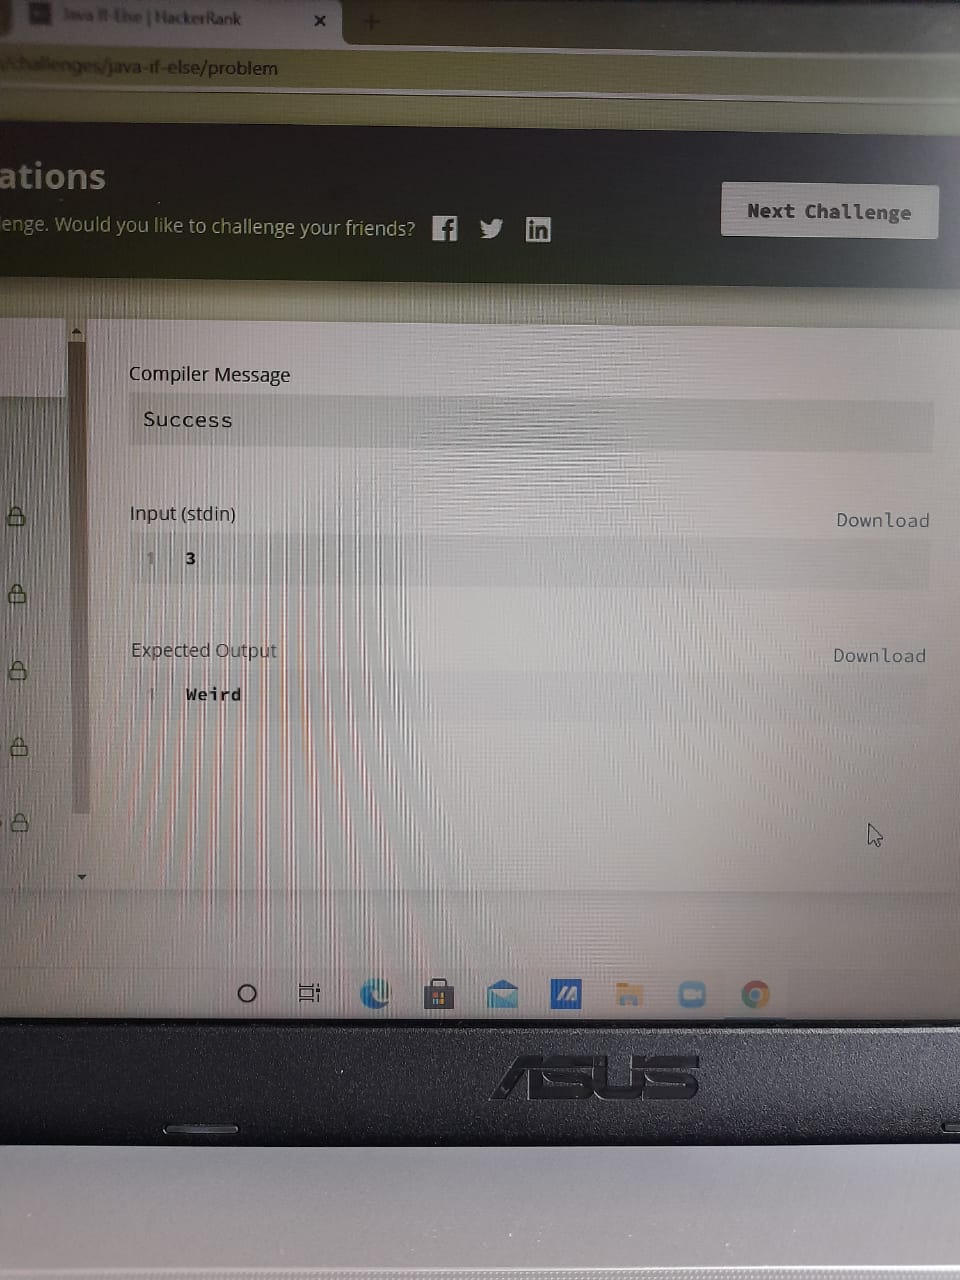 Java If-Else | HackerRank
/challenges/java-if-else/problem
ations
enge. Would you like to challenge your friends?
Next Challenge
Compiler Message
Success
Input (stdin)
Download
1 3
Expected Output
Download
1 Weird
ASUS